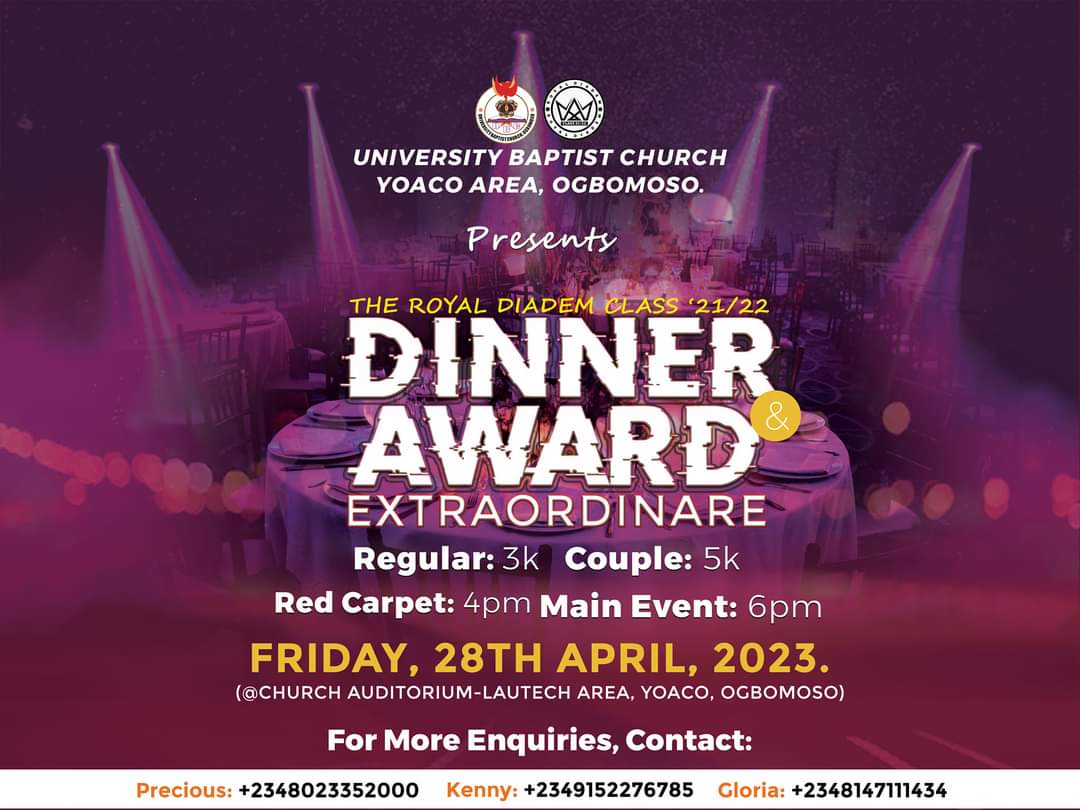 UNIVERSITY BAPTIST CHURCH
YOACO AREA, OGBOMOSO.
Presents
THE ROYAL DIADEM CLASS ‘21/22
DINNER
&
AWARD
EXTRAORDINARE
Regular: 3k Couple: 5k
Red Carpet: 4pm Main Event: 6pm
FRIDAY, 28TH APRIL, 2023.
(@CHURCH AUDITORIUM-LAUTECH AREA, YOACO, OGBOMOSO)
For More Enquiries, Contact:
Precious: +2348023352000 Kenny: +2349152276785 Gloria: +2348147111434